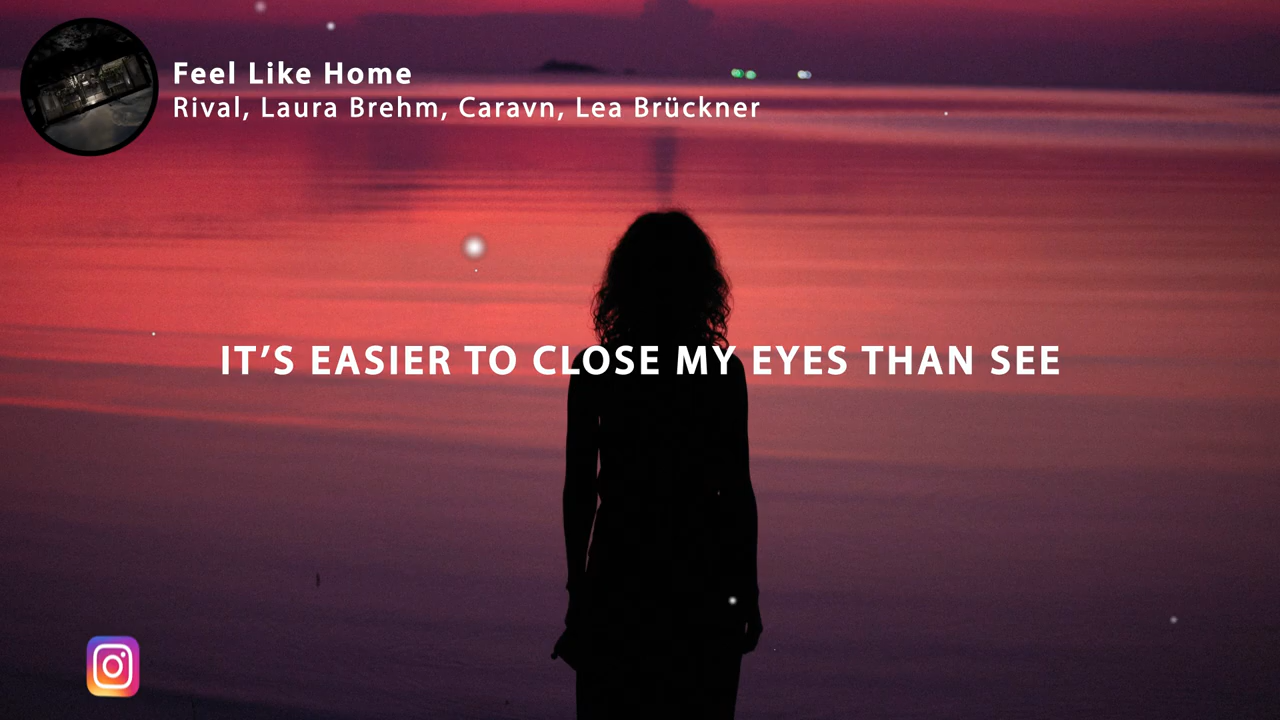 Feel Like Home
Rival, Laura Brehm, Caravn, Lea Brückner
IT’S EASIER TO CLOSE MY EYES THAN SEE